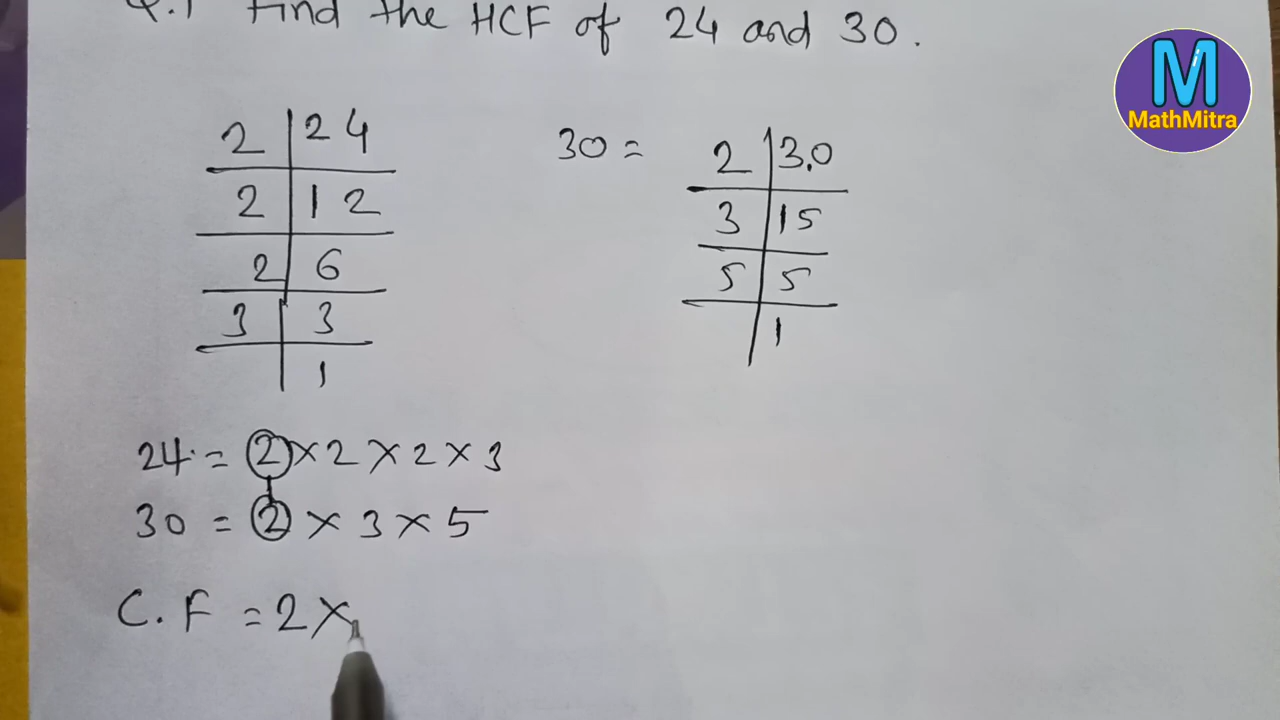 Q.1 Find the HCF of 24 and 30.
M
MathMitra
2 | 24
2 | 12
2 | 6
3 | 3
| 1
30 =
2 | 30
3 | 15
5 | 5
| 1
24 = 2 × 2 × 2 × 3
30 = 2 × 3 × 5
C.F = 2 ×